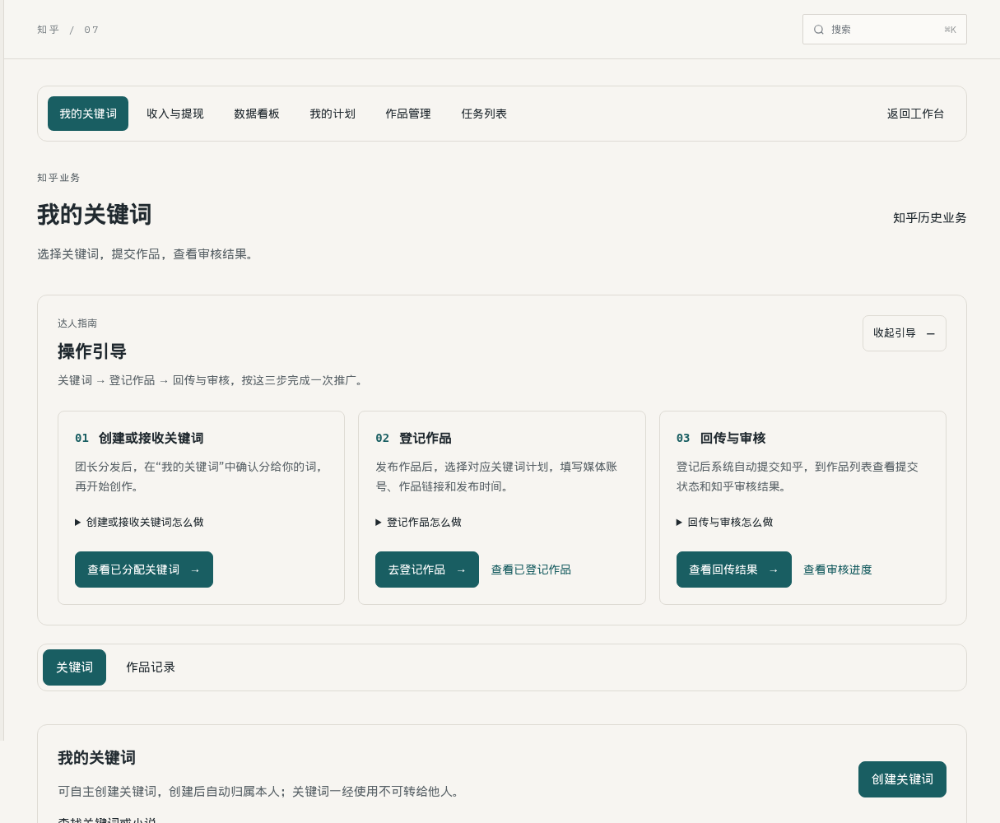 知乎 / 07
搜索 ⌘K
我的关键词 收入与提现 数据看板 我的计划 作品管理 任务列表 返回工作台
知乎业务
我的关键词
知乎历史业务
选择关键词，提交作品，查看审核结果。
达人指南
收起引导 —
操作引导
关键词 → 登记作品 → 回传与审核，按这三步完成一次推广。
01 创建或接收关键词
团长分发后，在“我的关键词”中确认分给你的词，
再开始创作。
▶ 创建或接收关键词怎么做
查看已分配关键词 →
02 登记作品
发布作品后，选择对应关键词计划，填写媒体账
号、作品链接和发布时间。
▶ 登记作品怎么做
去登记作品 → 查看已登记作品
03 回传与审核
登记后系统自动提交知乎，到作品列表查看提交
状态和知乎审核结果。
▶ 回传与审核怎么做
查看回传结果 → 查看审核进度
关键词 作品记录
我的关键词
创建关键词
可自主创建关键词，创建后自动归属本人；关键词一经使用不可转给他人。
查找关键词或小说